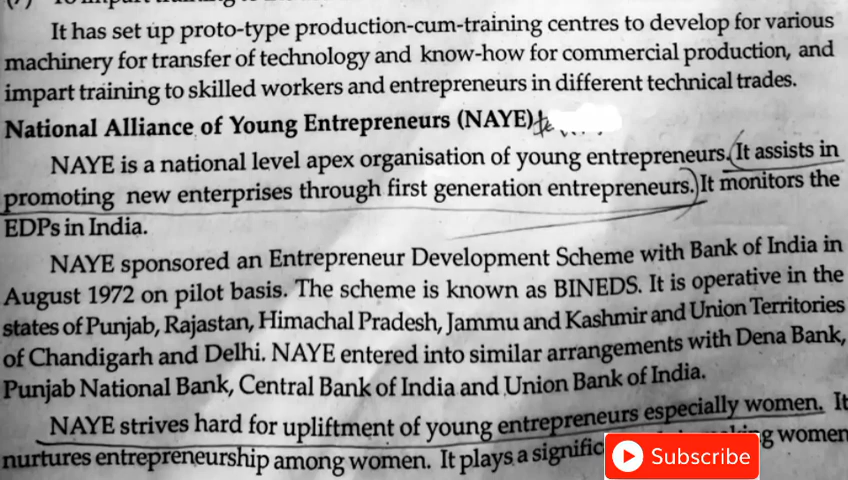 It has set up proto-type production-cum-training centres to develop for various
machinery for transfer of technology and know-how for commercial production, and
impart training to skilled workers and entrepreneurs in different technical trades.
National Alliance of Young Entrepreneurs (NAYE)
NAYE is a national level apex organisation of young entrepreneurs. It assists in
promoting new enterprises through first generation entrepreneurs. It monitors the
EDPs in India.
NAYE sponsored an Entrepreneur Development Scheme with Bank of India in
August 1972 on pilot basis. The scheme is known as BINEDS. It is operative in the
states of Punjab, Rajastan, Himachal Pradesh, Jammu and Kashmir and Union Territories
of Chandigarh and Delhi. NAYE entered into similar arrangements with Dena Bank,
Punjab National Bank, Central Bank of India and Union Bank of India.
NAYE strives hard for upliftment of young entrepreneurs especially women. It
nurtures entrepreneurship among women. It plays a women
Subscribe